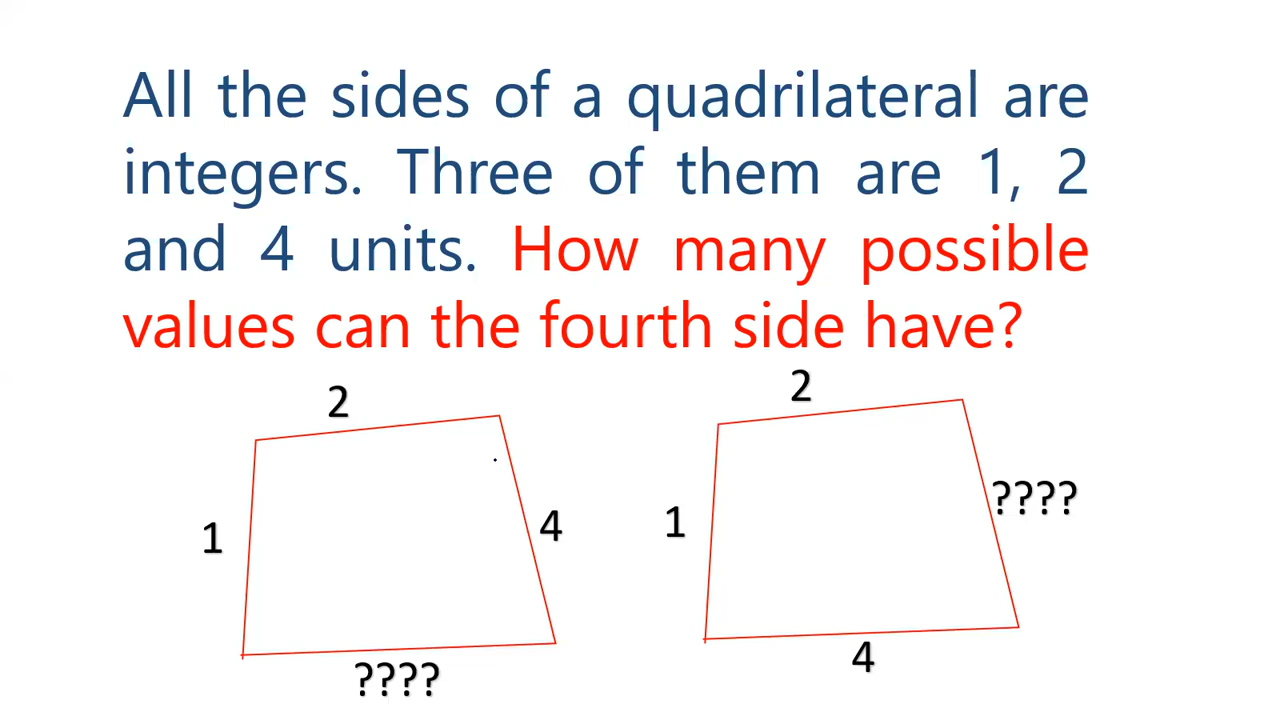 All the sides of a quadrilateral are
integers. Three of them are 1, 2
and 4 units. How many possible
values can the fourth side have?
2
2
1
4
1
????
????
4